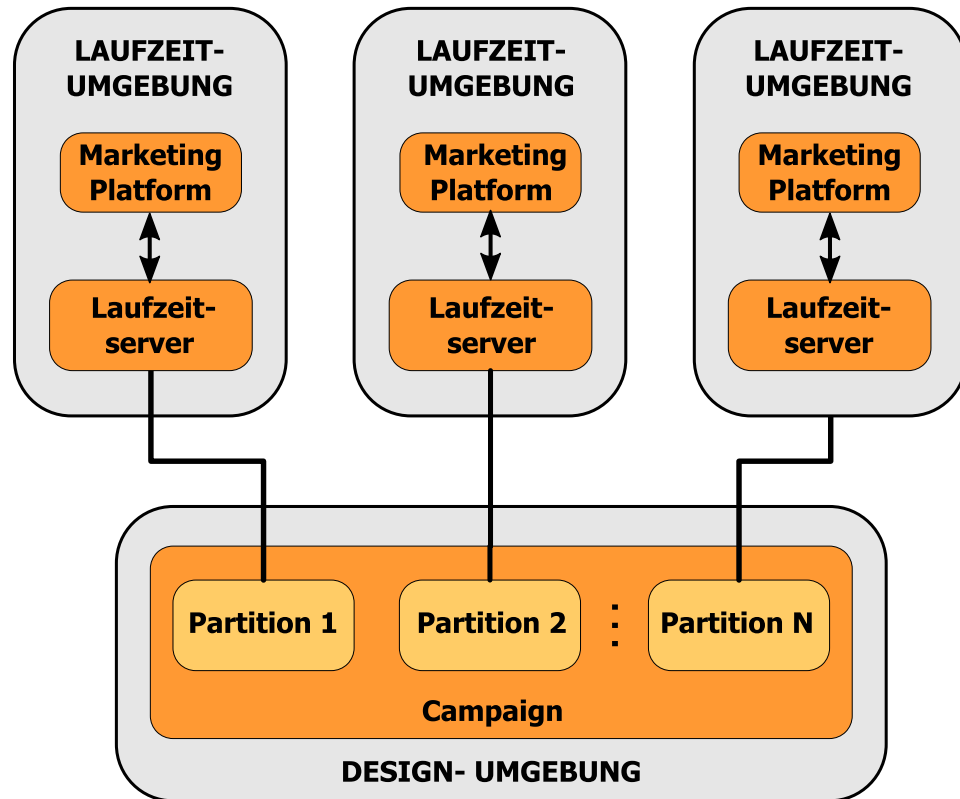 LAUFZEIT-
UMGEBUNG
Marketing
Platform
Laufzeit-
server
LAUFZEIT-
UMGEBUNG
Marketing
Platform
Laufzeit-
server
LAUFZEIT-
UMGEBUNG
Marketing
Platform
Laufzeit-
server
Partition 1
Partition 2
Partition N
Campaign
DESIGN- UMGEBUNG